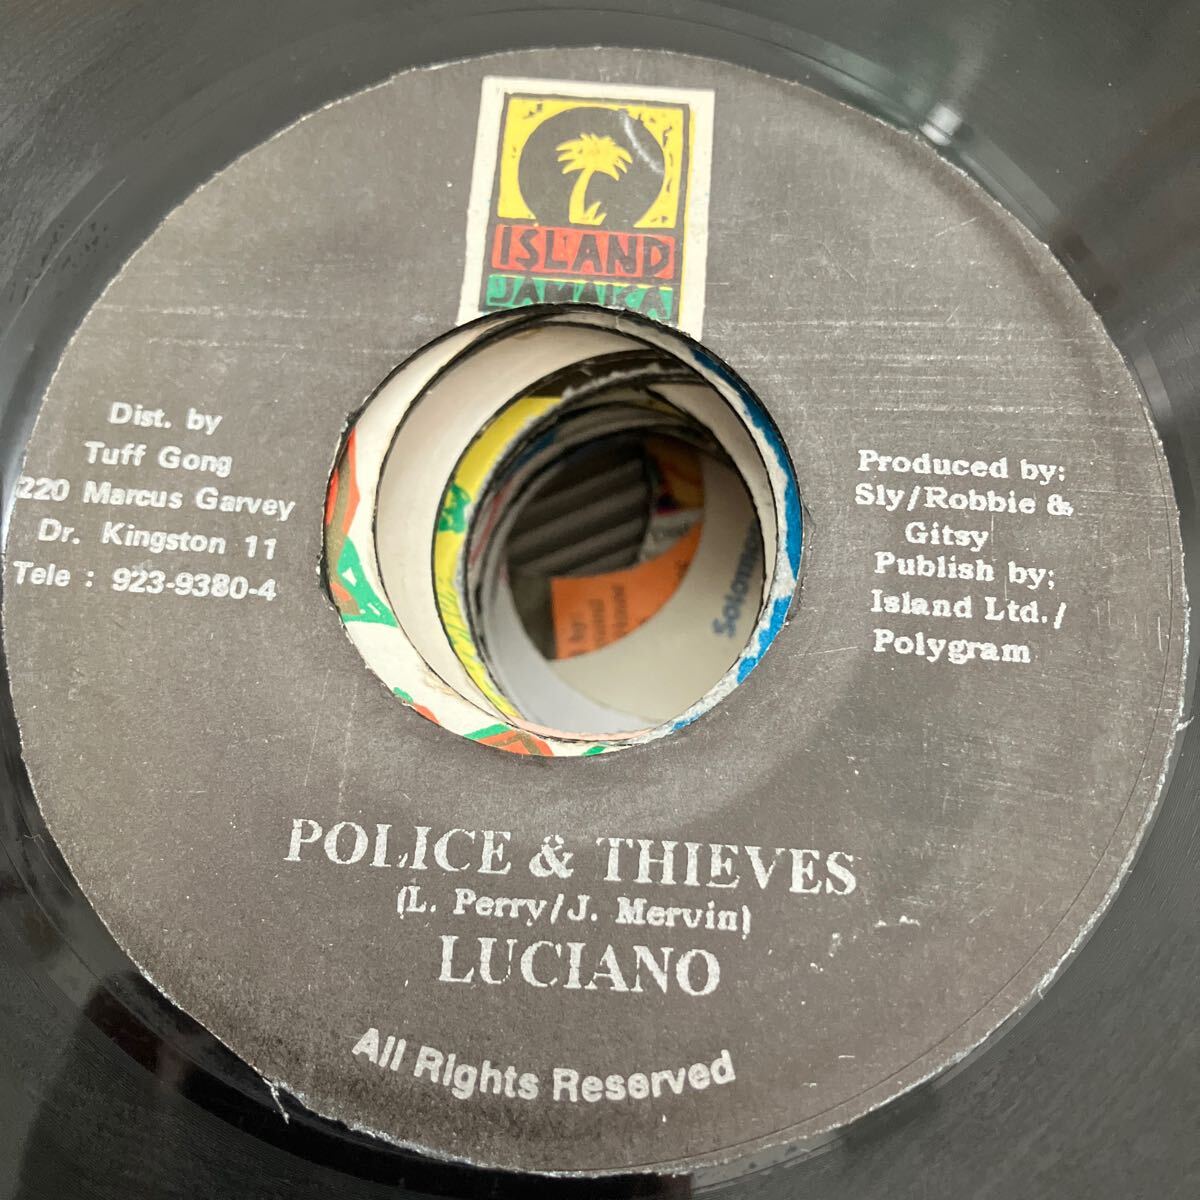 ISLAND
JAMAICA
Dist. by
Tuff Gong
220 Marcus Garvey
Dr. Kingston 11
Tele : 923-9380-4
Produced by:
Sly/Robbie &
Gitsy
Publish by;
Island Ltd./
Polygram
POLICE & THIEVES
(L. Perry/J. Mervin)
LUCIANO
All Rights Reserved